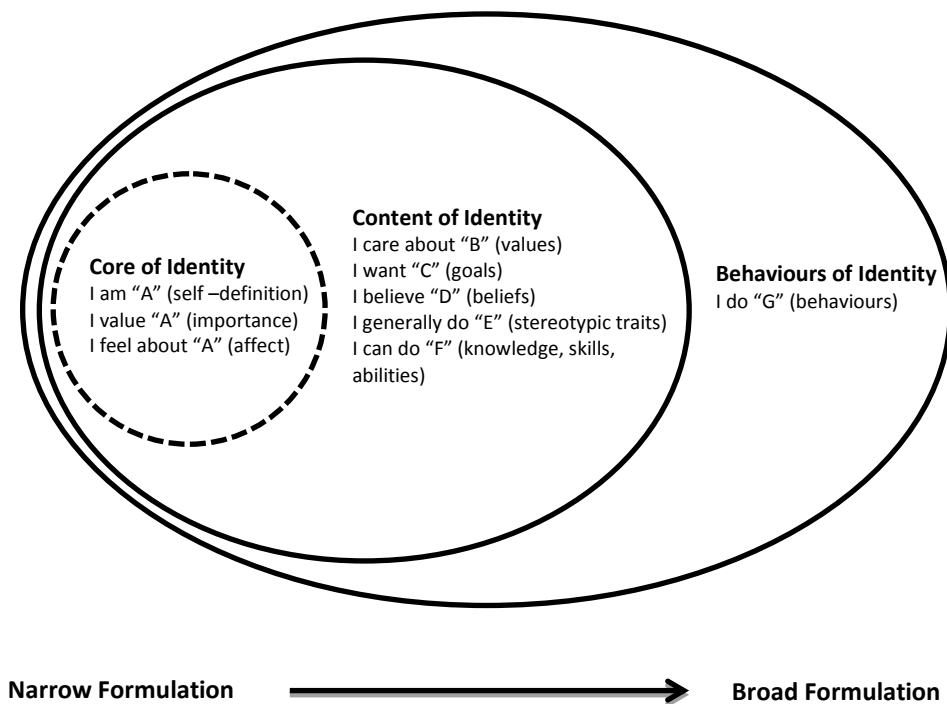 Core of Identity
I am “A” (self –definition)
I value “A” (importance)
I feel about “A” (affect)
Content of Identity
I care about “B” (values)
I want “C” (goals)
I believe “D” (beliefs)
I generally do “E” (stereotypic traits)
I can do “F” (knowledge, skills,
abilities)
Behaviours of Identity
I do “G” (behaviours)
Narrow Formulation
Broad Formulation